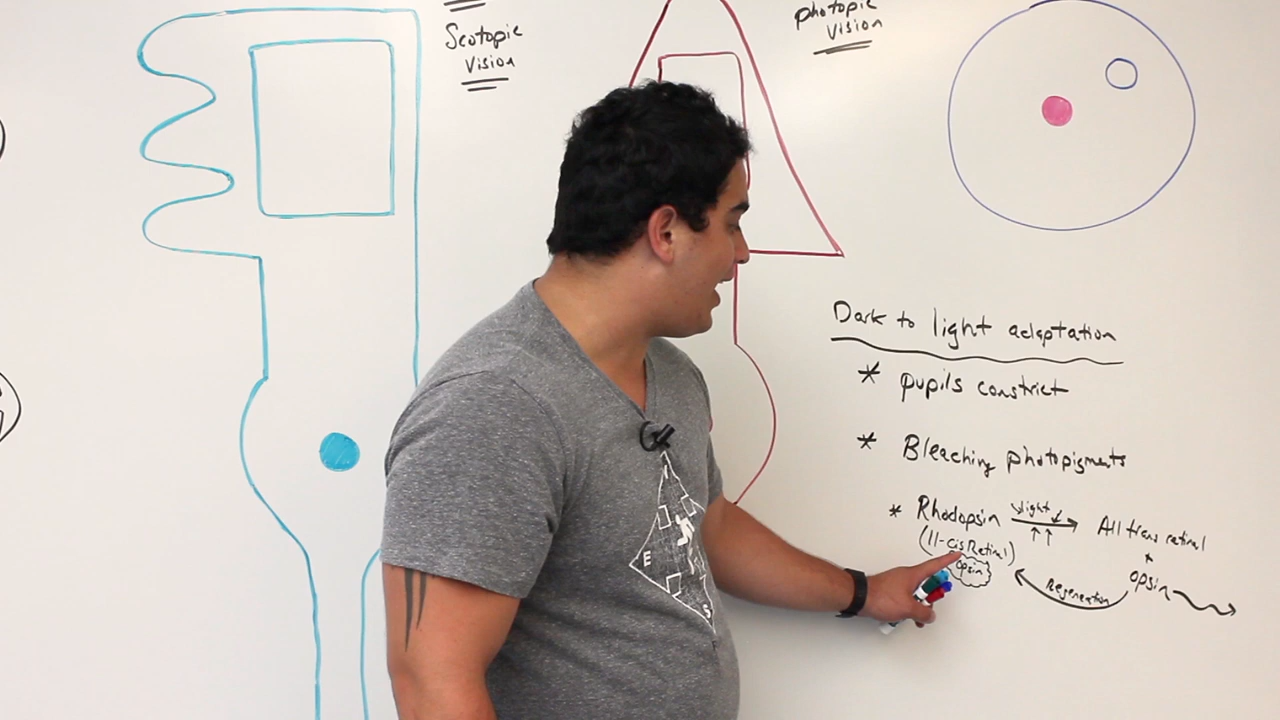 Scotopic
Vision
photopic
Vision
Dark to light adaptation
* pupils constrict
* Bleaching photopigments
* Rhodopsin light All trans retinal
(11-cis Retinal) +
opsin opsin
Regeneration
E
S